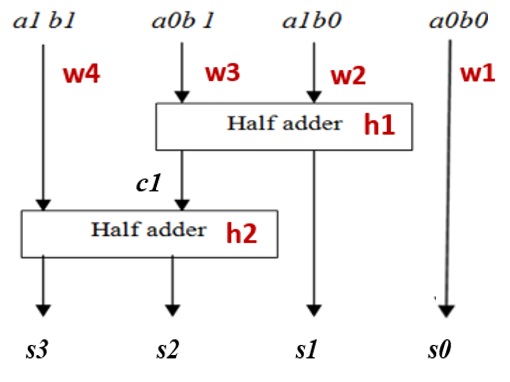 a1 b1 a0b 1 a1b0 a0b0
w4 w3 w2 w1
Half adder h1
c1
Half adder h2
s3 s2 s1 s0